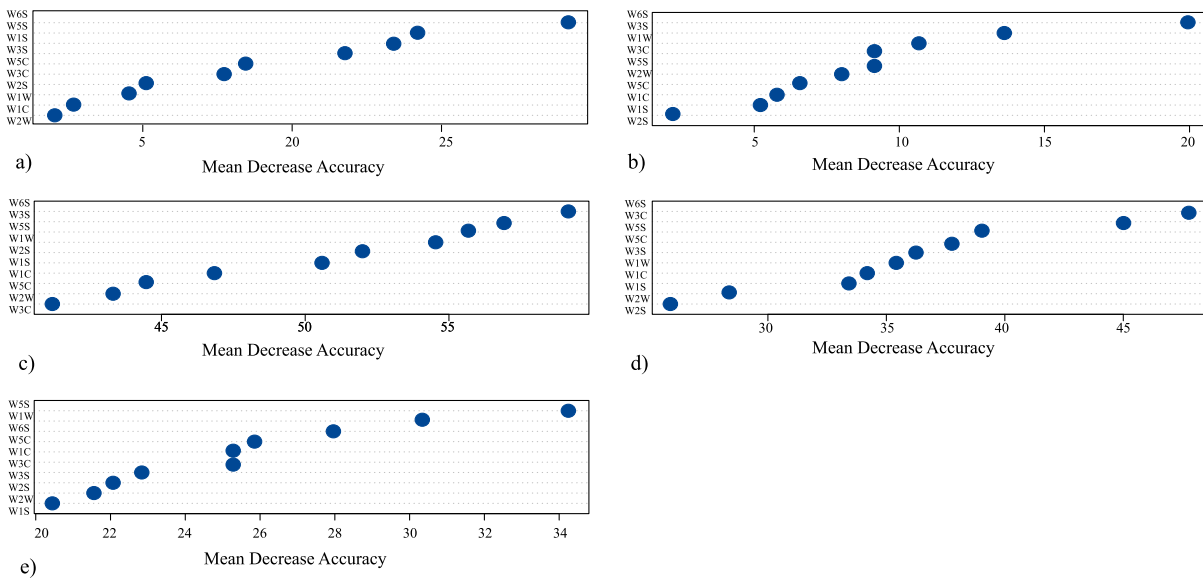 W6S
W5S
W1S
W3S
W5C
W3C
W2S
W1W
W1C
W2W
5 20 25
a) Mean Decrease Accuracy
W6S
W3S
W1W
W3C
W5S
W2W
W5C
W1C
W1S
W2S
5 10 15 20
b) Mean Decrease Accuracy
W6S
W3S
W5S
W1W
W2S
W1S
W1C
W5C
W2W
W3C
45 50 55
c) Mean Decrease Accuracy
W6S
W3C
W5S
W5C
W3S
W1W
W1C
W1S
W2W
W2S
30 35 40 45
d) Mean Decrease Accuracy
W5S
W1W
W6S
W5C
W1C
W3C
W3S
W2S
W2W
W1S
20 22 24 26 28 30 32 34
e) Mean Decrease Accuracy